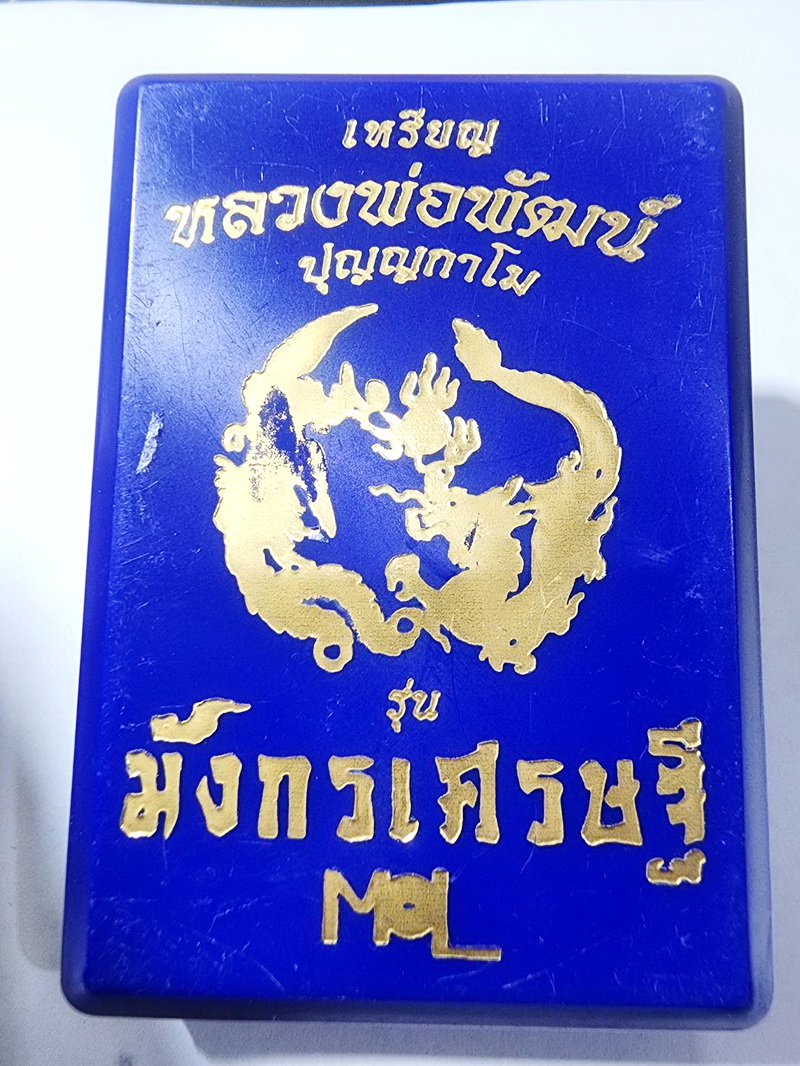 เหรียญ
หลวงพ่อพัฒน์
ปุญญกาโม
รุ่น
มังกรเศรษฐี
MOL